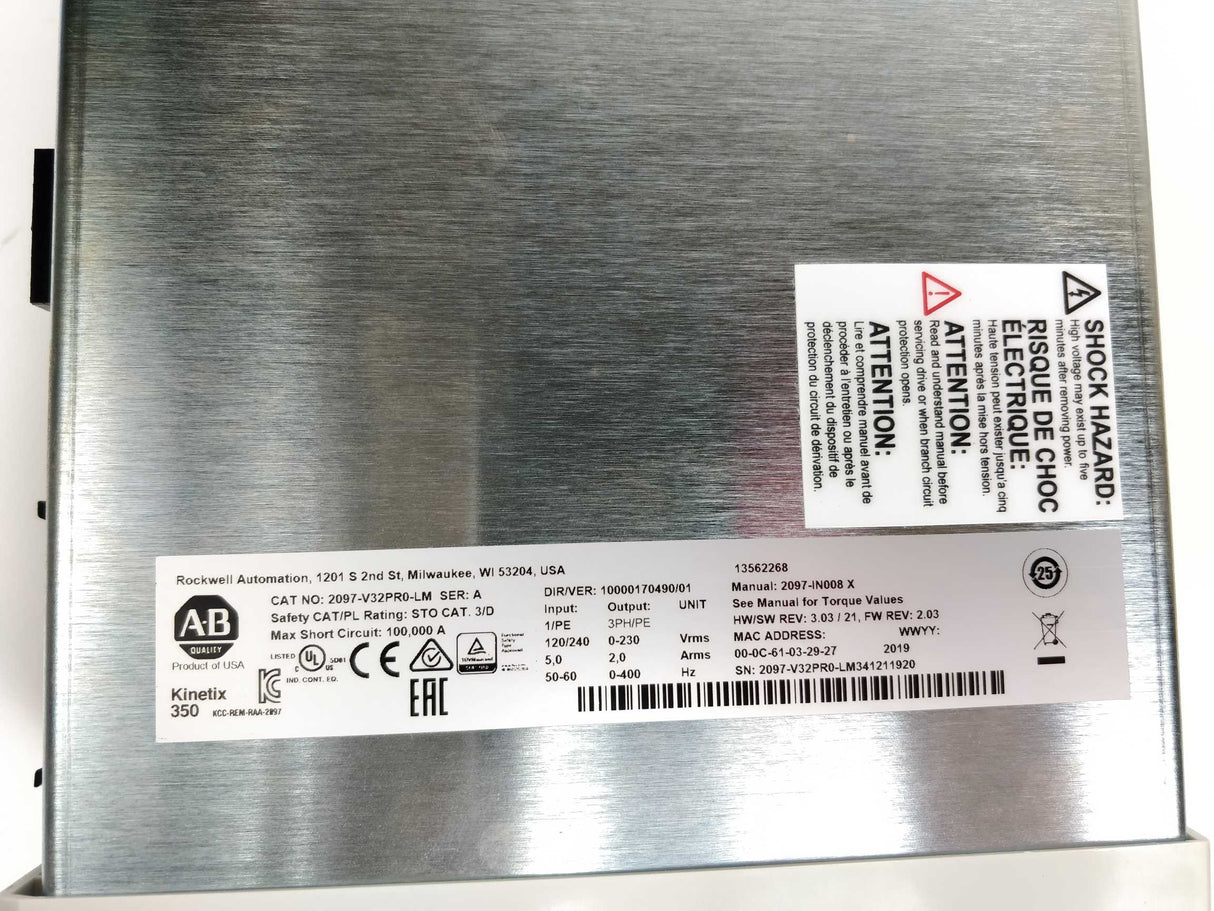 SHOCK HAZARD:
High voltage may exist up to five
minutes after removing power.
RISQUE DE CHOC
ÉLECTRIQUE:
Haute tension peut exister jusqu'a cinq
minutes après la mise hors tension.
ATTENTION:
Read and understand manual before
servicing drive or when branch circuit
protection opens.
ATTENTION:
Lire et comprendre manuel avant de
procéder à l'entretien ou après le
déclenchement du dispositif de
protection du circuit de dérivation.
Rockwell Automation, 1201 S 2nd St, Milwaukee, WI 53204, USA
A-B
QUALITY
Product of USA
Kinetix
350
CAT NO: 2097-V32PR0-LM SER: A
Safety CAT/PL Rating: STO CAT. 3/D
Max Short Circuit: 100,000 A
LISTED
C UL US
5D81
IND. CONT. EQ.
KCC-REM-RAA-2097
CE
EAC
Functional
Safety
Type
Approved
DIR/VER: 10000170490/01
Input: Output: UNIT
1/PE 3PH/PE
120/240 0-230 Vrms
5,0 2,0 Arms
50-60 0-400 Hz
13562268
Manual: 2097-IN008 X
See Manual for Torque Values
HW/SW REV: 3.03 / 21, FW REV: 2.03
MAC ADDRESS: WWYY:
00-0C-61-03-29-27 2019
SN: 2097-V32PR0-LM341211920
25